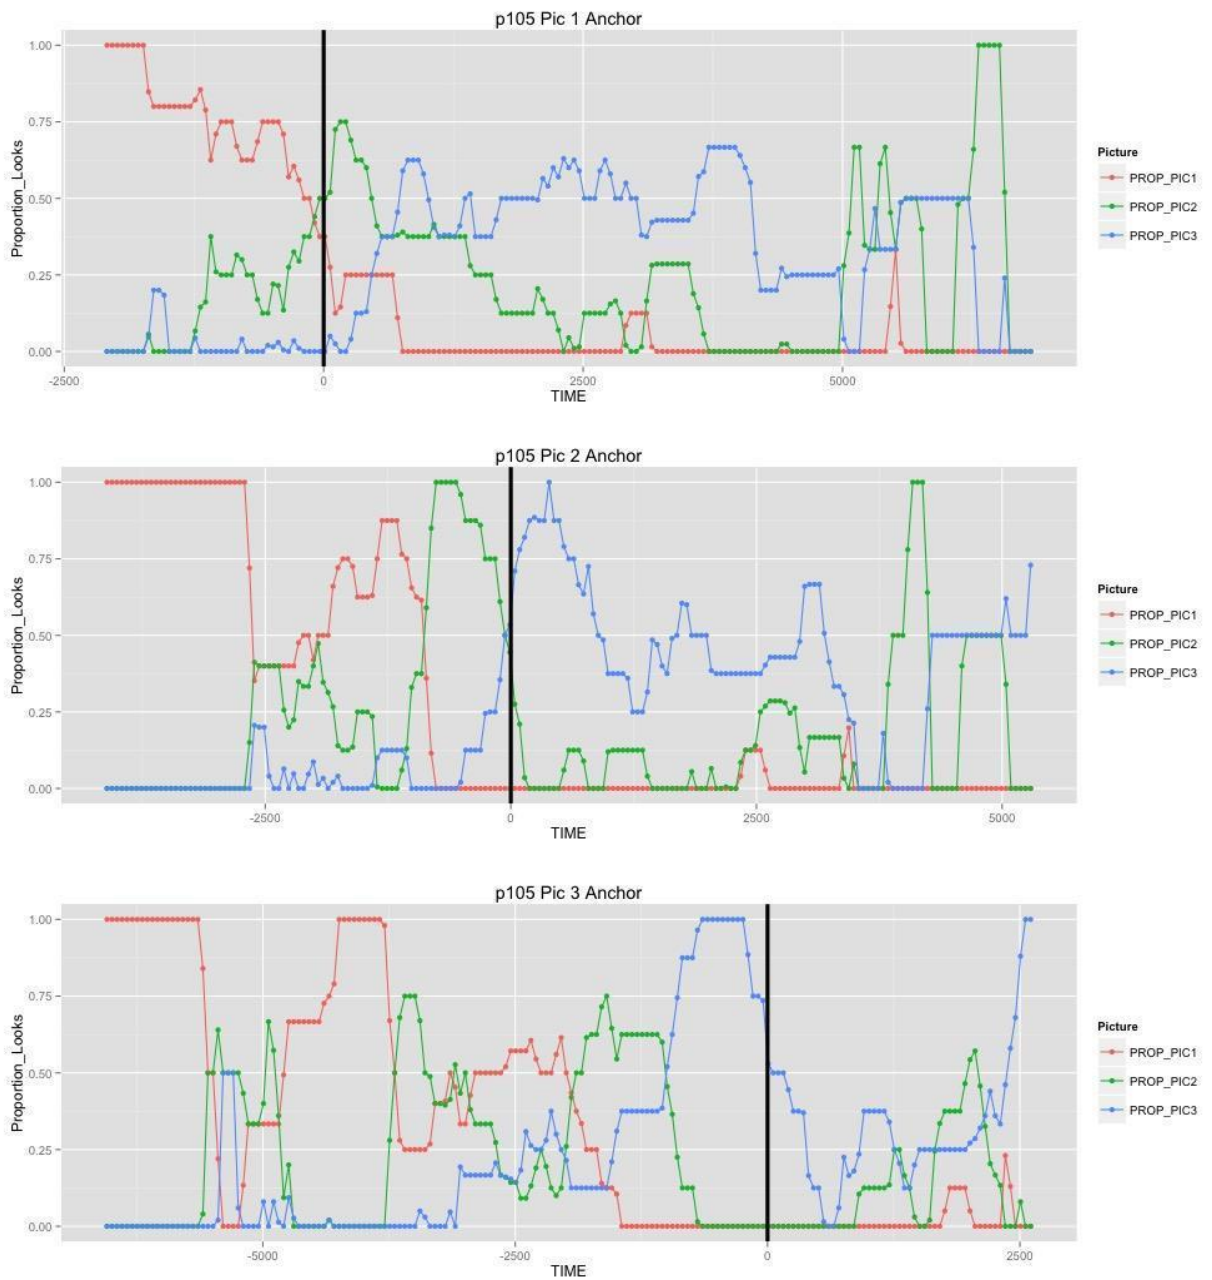 p105 Pic 1 Anchor
1.00
0.75
0.50
0.25
0.00
Proportion_Looks
-2500
0
2500
5000
TIME
Picture
PROP_PIC1
PROP_PIC2
PROP_PIC3
p105 Pic 2 Anchor
1.00
0.75
0.50
0.25
0.00
Proportion_Looks
-2500
0
2500
5000
TIME
Picture
PROP_PIC1
PROP_PIC2
PROP_PIC3
p105 Pic 3 Anchor
1.00
0.75
0.50
0.25
0.00
Proportion_Looks
-5000
-2500
0
2500
TIME
Picture
PROP_PIC1
PROP_PIC2
PROP_PIC3